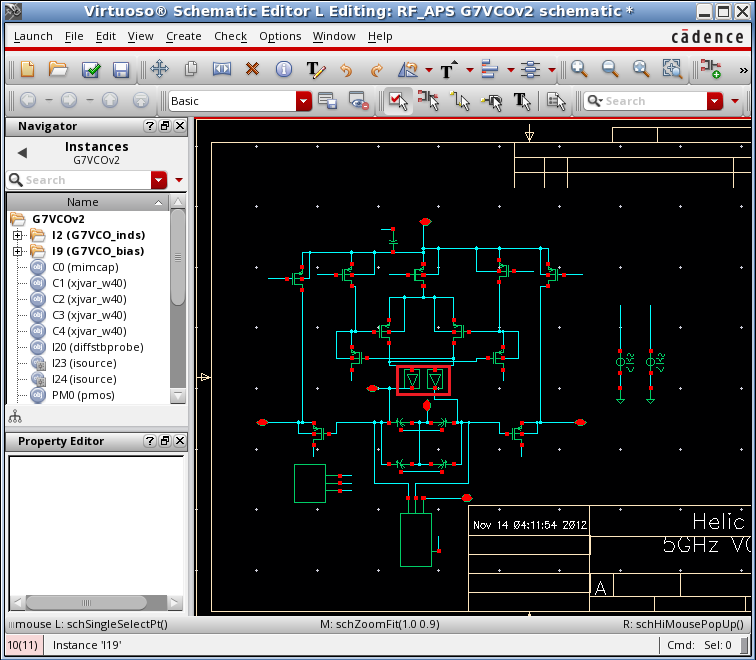 Virtuoso® Schematic Editor L Editing: RF_APS G7VCOv2 schematic *
Launch File Edit View Create Check Options Window Help
cādence
T
»
Basic
Search
T
Navigator
Instances
G7VCOv2
Search
Name
G7VCOv2
I2 (G7VCO_inds)
I9 (G7VCO_bias)
C0 (mimcap)
C1 (xjvar_w40)
C2 (xjvar_w40)
C3 (xjvar_w40)
C4 (xjvar_w40)
I20 (diffstbprobe)
I23 (isource)
I24 (isource)
PM0 (pmos)
Property Editor
Nov 14 04:11:54 2012
Helic
5GHz VC
A
mouse L: schSingleSelectPt()
M: schZoomFit(1.0 0.9)
R: schHiMousePopUp()
10(11)
Instance 'I19'
Cmd: Sel: 0